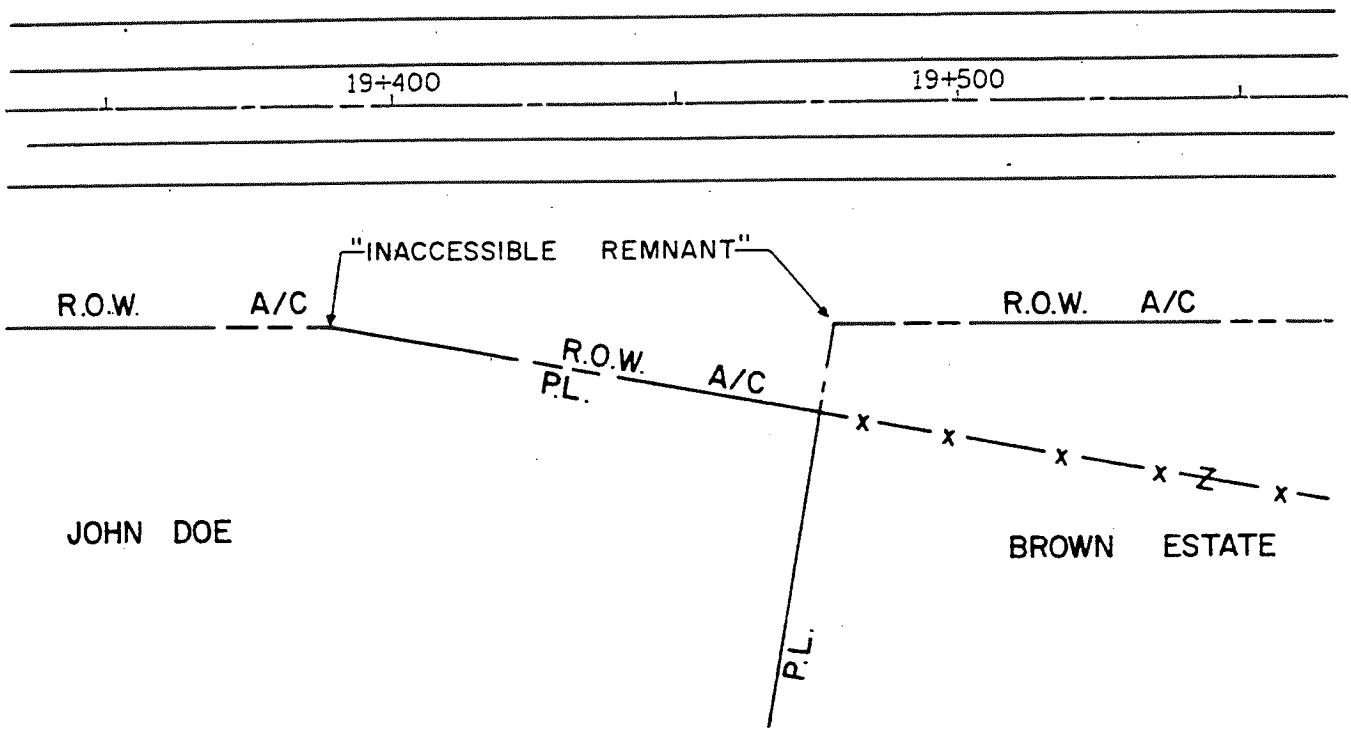 19+400
19+500
"INACCESSIBLE REMNANT"
R.O.W. A/C
R.O.W. A/C
R.O.W. A/C
P.L.
x x x x Z x
JOHN DOE
BROWN ESTATE
P.L.